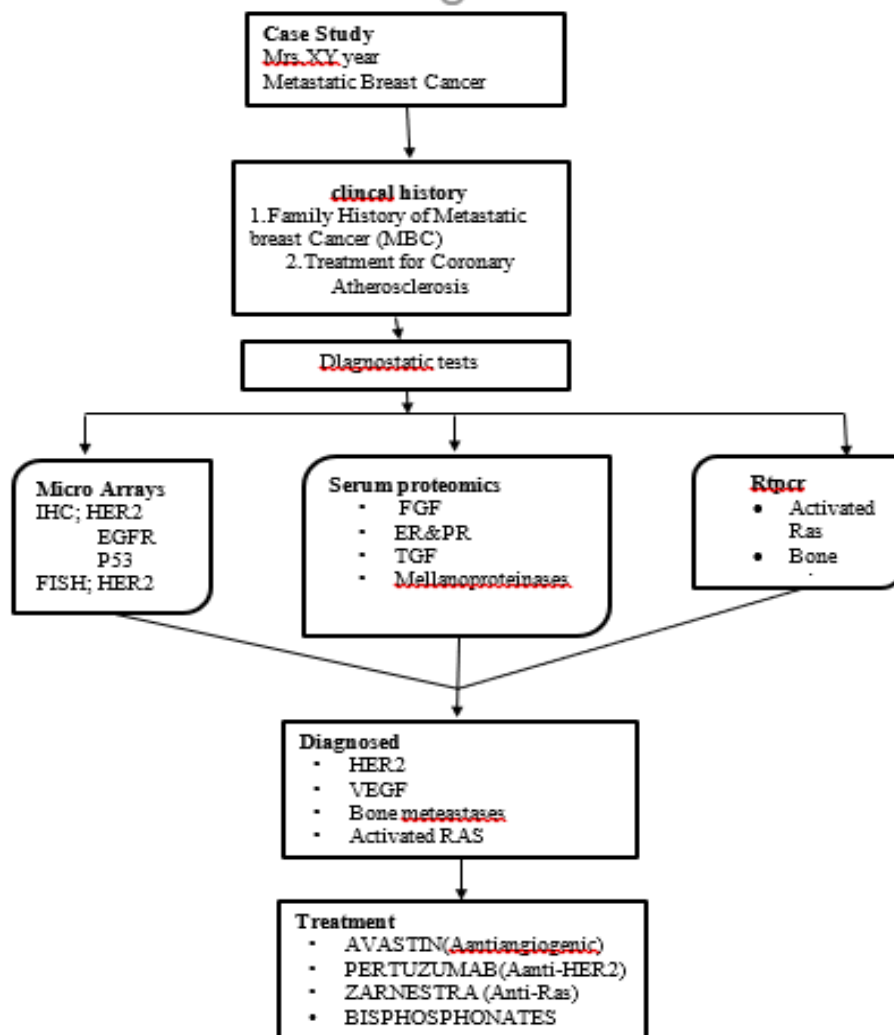 Case Study
Mrs.XY year
Metastatic Breast Cancer
clincal history
1.Family History of Metastatic
breast Cancer (MBC)
2.Treatment for Coronary
Atherosclerosis
DIagnostatic tests
Micro Arrays
IHC; HER2
EGFR
P53
FISH; HER2
Serum proteomics
▪ FGF
▪ ER&PR
▪ TGF
▪ Mellanoproteinases
Rtpcr
● Activated
Ras
● Bone
Diagnosed
▪ HER2
▪ VEGF
▪ Bone meteastases
▪ Activated RAS
Treatment
▪ AVASTIN(Aantiangiogenic)
▪ PERTUZUMAB(Aanti-HER2)
▪ ZARNESTRA (Anti-Ras)
• BISPHOSPHONATES